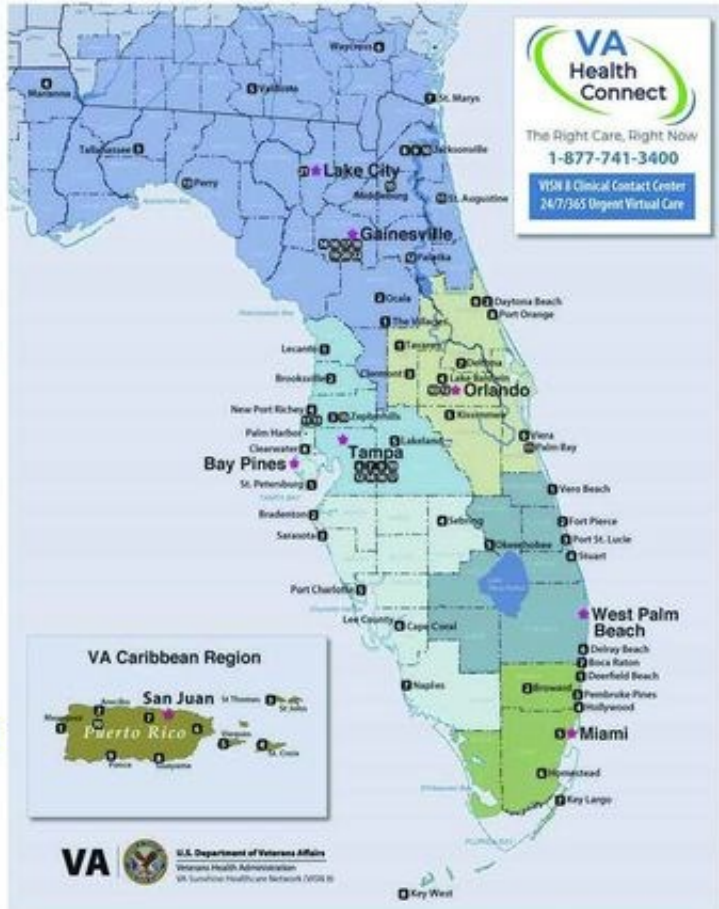 VA
Health
Connect
The Right Care, Right Now
1-877-741-3400
VISN 8 Clinical Contact Center
24/7/365 Urgent Virtual Care
Waycross
Marianna
Valdosta
St. Marys
Tallahassee
Jacksonville
Lake City
Perry
Middleburg
St. Augustine
Gainesville
Palatka
Ocala
Daytona Beach
Port Orange
The Villages
Lecanto
Tavares
Deltona
Clermont
Lake Baldwin
Brooksville
Orlando
New Port Richey
Zephyrhills
Kissimmee
Palm Harbor
Viera
Clearwater
Lakeland
Palm Bay
Tampa
Bay Pines
St. Petersburg
TAMPA BAY
Vero Beach
Bradenton
Sebring
Fort Pierce
Sarasota
Okeechobee
Port St. Lucie
Stuart
Port Charlotte
West Palm
Beach
Lee County
Cape Coral
Delray Beach
Boca Raton
Naples
Broward
Deerfield Beach
Pembroke Pines
Hollywood
Miami
Homestead
Key Largo
FLORIDA BAY
Key West
VA Caribbean Region
San Juan
St Thomas
Arecibo
St John
Mayaguez
Puerto Rico
Vieques
St. Croix
Ponce
Guayama
VA
U.S. Department of Veterans Affairs
Veterans Health Administration
VA Sunshine Healthcare Network (VISN 8)